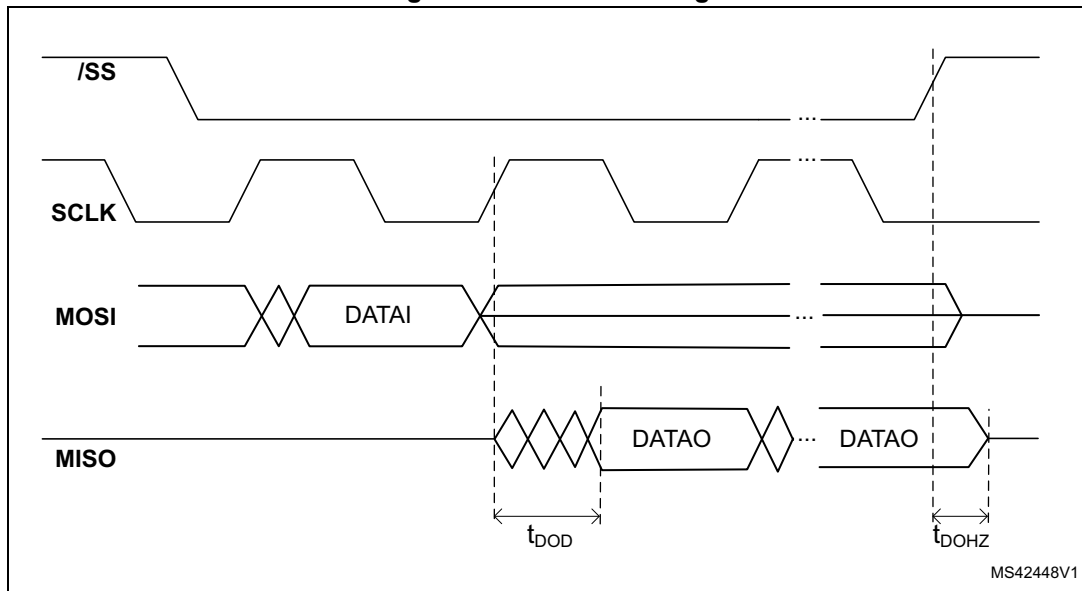 /SS
...
...
SCLK
MOSI
DATAI
...
MISO
DATAO
...
DATAO
tDOD
tDOHZ
MS42448V1